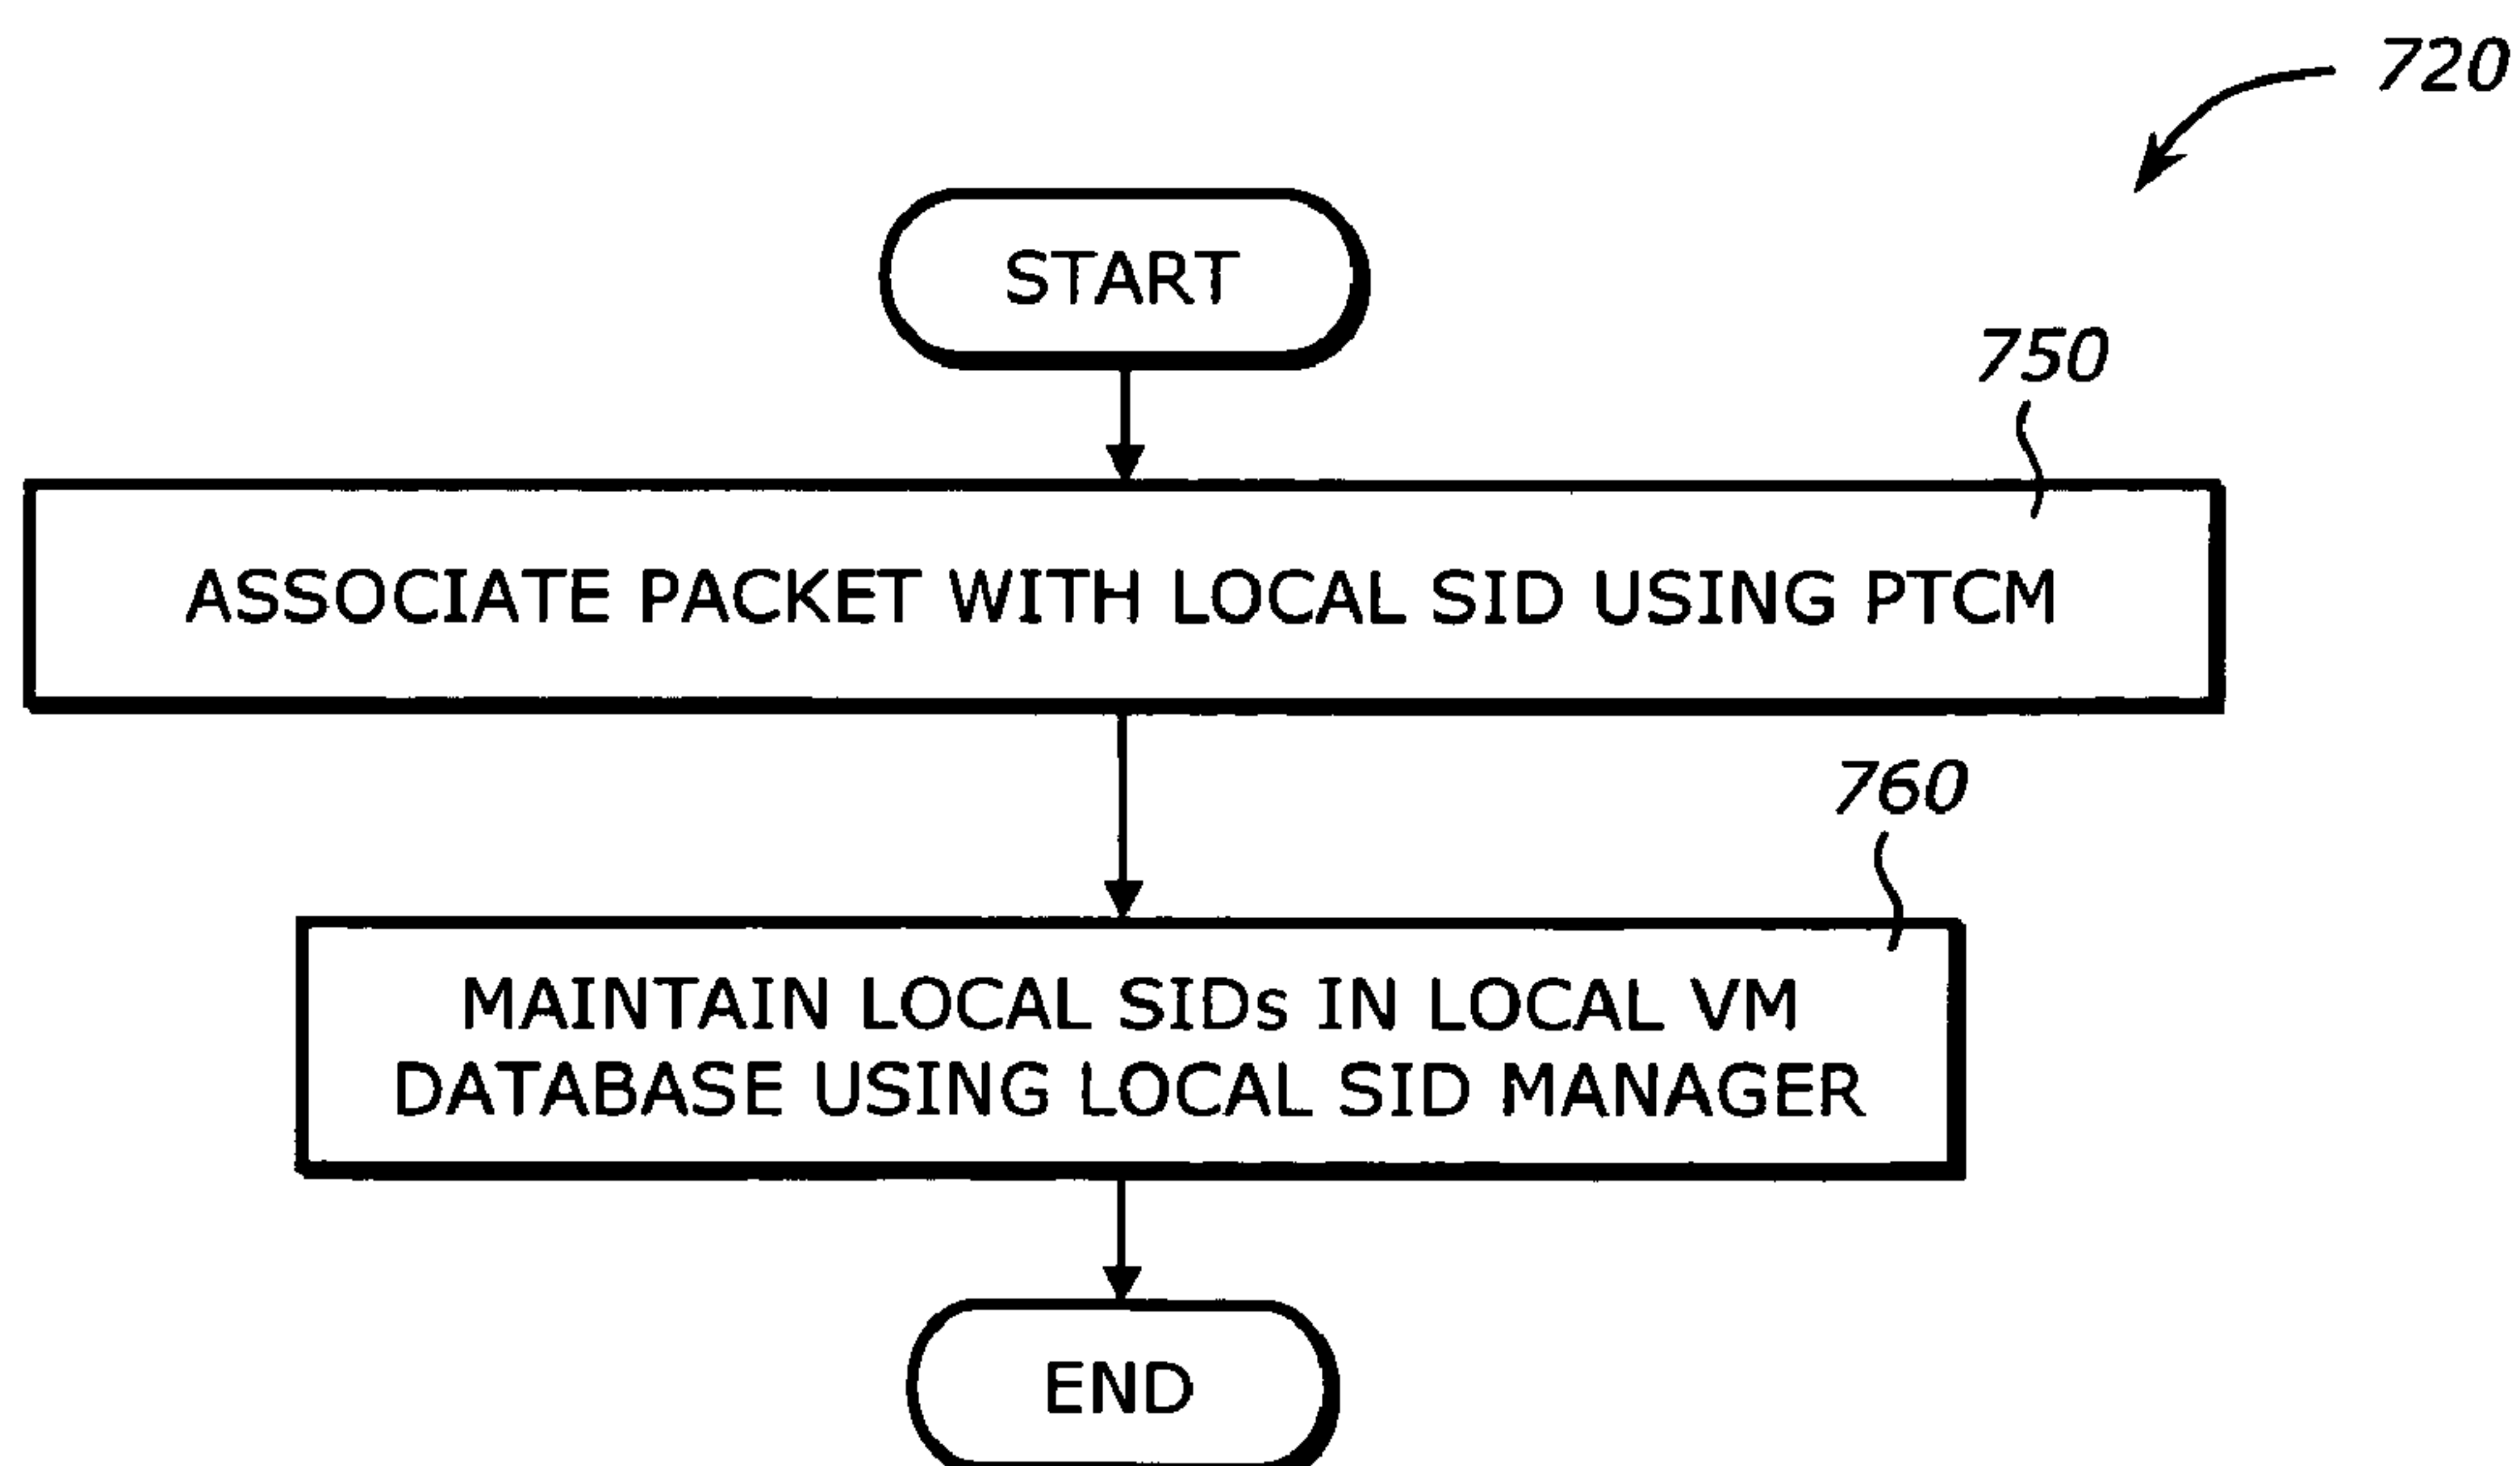 720
START
750
ASSOCIATE PACKET WITH LOCAL SID USING PTCM
760
MAINTAIN LOCAL SIDs IN LOCAL VM
DATABASE USING LOCAL SID MANAGER
END